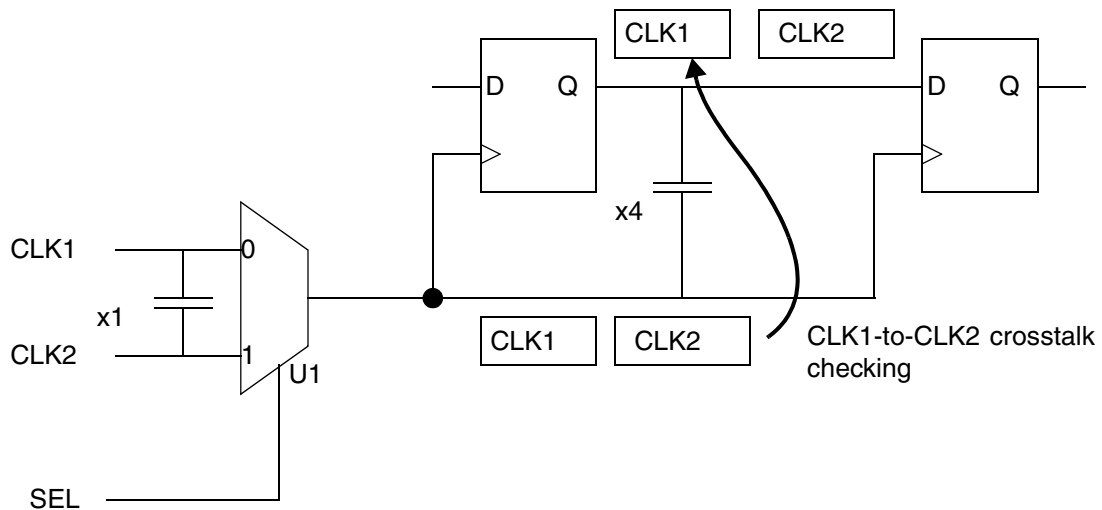 CLK1 CLK2
D Q D Q
x4
CLK1 0
x1
CLK2 1
U1
CLK1 CLK2
CLK1-to-CLK2 crosstalk
checking
SEL